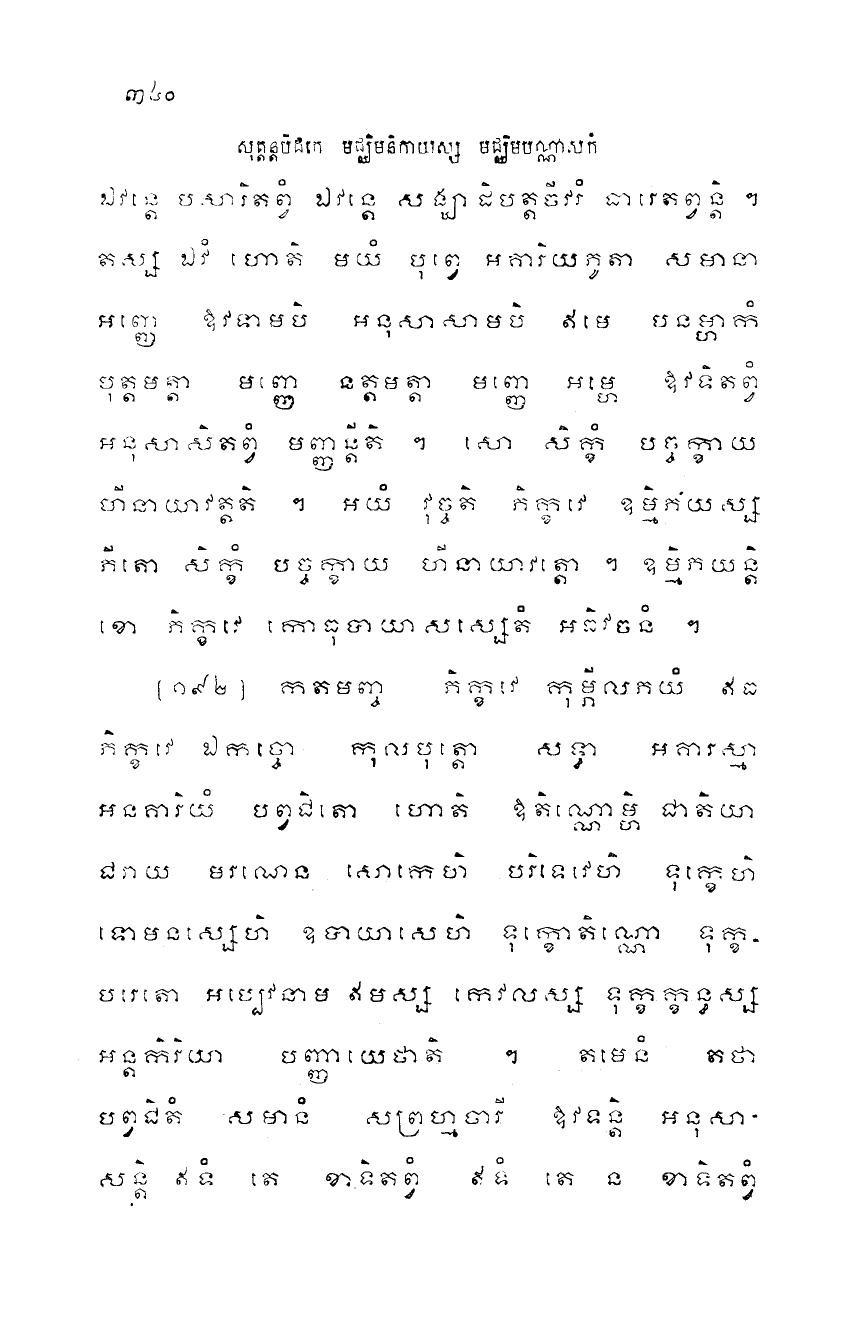 ៣៤០
សុត្តន្តបិដកេ មជ្ឈិមនិកាយស្ស មជ្ឈិមបណ្ណាសកំ
ឯវន្តេ បសារិតព្វំ ឯវន្តេ សង្ឃាដិបត្តចីវរំ ធារេតព្វន្តិ ។
តស្ស ឯវំ ហោតិ មយំ បុព្វេ អគារិយភូតា សមានា
អញ្ញេ ឱវទាមបិ អនុសាសាមបិ ឥមេ បនម្ហាកំ
បុត្តមត្តា មញ្ញេ នត្តមត្តា មញ្ញេ អម្ហេ ឱវទិតព្វំ
អនុសាសិតព្វំ មញ្ញន្តីតិ ។ សោ សិក្ខំ បច្ចក្ខាយ
ហីនាយាវត្តតិ ។ អយំ វុច្ចតិ ភិក្ខវេ ឧម្មិភយស្ស
ភីតោ សិក្ខំ បច្ចក្ខាយ ហីនាយាវត្តោ ។ ឧម្មិភយន្តិ
ខោ ភិក្ខវេ កោធុបាយាសស្សេតំ អធិវចនំ ។
[១៩២] កតមញ្ច ភិក្ខវេ កុម្ភីលភយំ ឥធ
ភិក្ខវេ ឯកច្ចោ កុលបុត្តោ សទ្ធា អគារស្មា
អនគារិយំ បព្វជិតោ ហោតិ ឱតិណ្ណោម្ហិ ជាតិយា
ជរាយ មរណេន សោកេហិ បរិទេវេហិ ទុក្ខេហិ
ទោមនស្សេហិ ឧបាយាសេហិ ទុក្ខោតិណ្ណោ ទុក្ខ-
បរេតោ អប្បេវនាម ឥមស្ស កេវលស្ស ទុក្ខក្ខន្ធស្ស
អន្តកិរិយា បញ្ញាយេថាតិ ។ តមេនំ តថា
បព្វជិតំ សមានំ សព្រហ្មចារី ឱវទន្តិ អនុសា-
សន្តិ ឥទំ តេ ខាទិតព្វំ ឥទំ តេ ន ខាទិតព្វំ